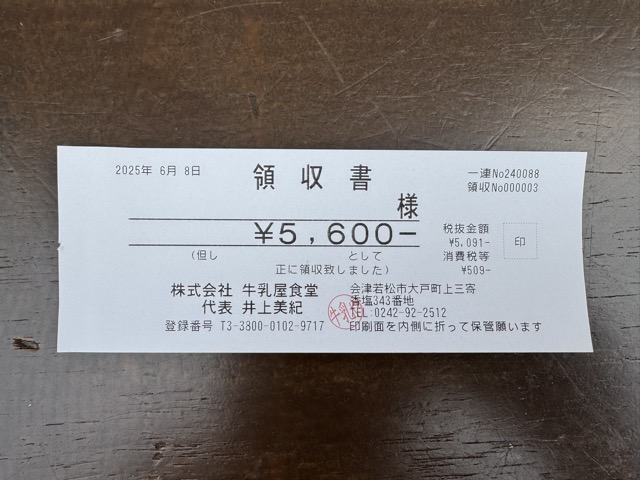 2025年 6月 8日
領収書
一連No240088
領収No000003
様
¥5,600-
税抜金額
¥5,091-
消費税等
¥509-
印
(但し として
正に領収致しました)
株式会社 牛乳屋食堂
代表 井上美紀
登録番号 T3-3800-0102-9717
会津若松市大戸町上三寄
香塩343番地
TEL:0242-92-2512
印刷面を内側に折って保管願います